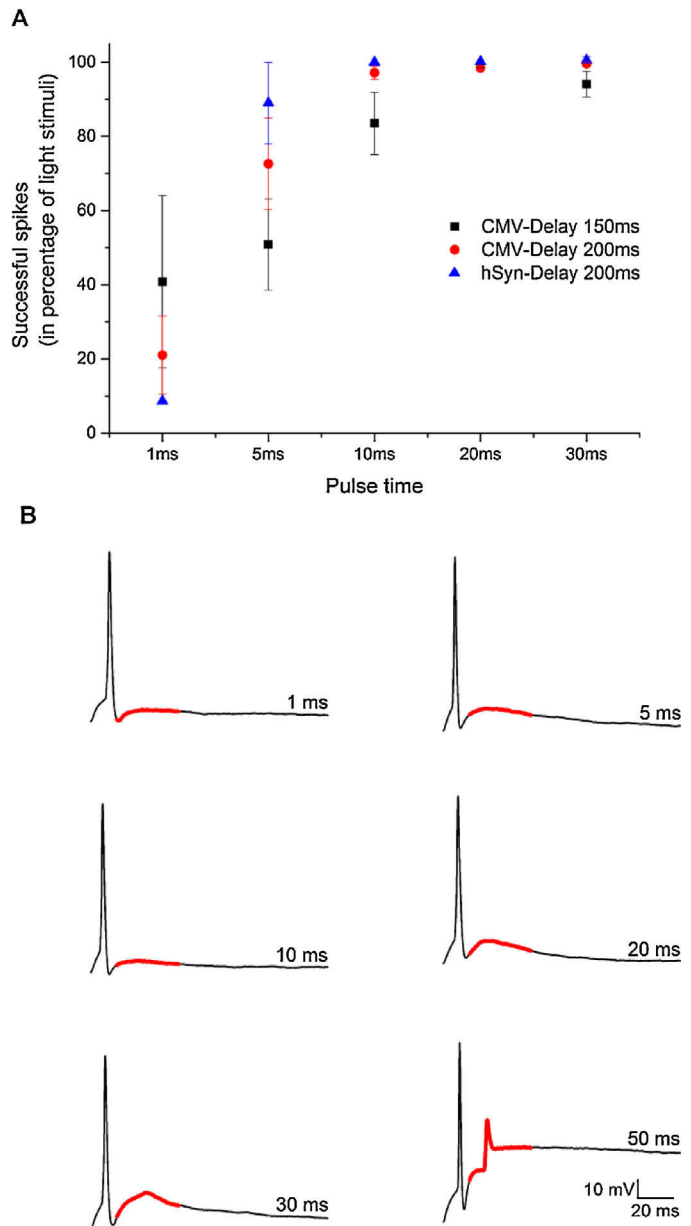 A
Successful spikes
(in percentage of light stimuli)
100
80
60
40
20
0
CMV-Delay 150ms
CMV-Delay 200ms
hSyn-Delay 200ms
1ms 5ms 10ms 20ms 30ms
Pulse time
B
1 ms
5 ms
10 ms
20 ms
30 ms
50 ms
10 mV
20 ms